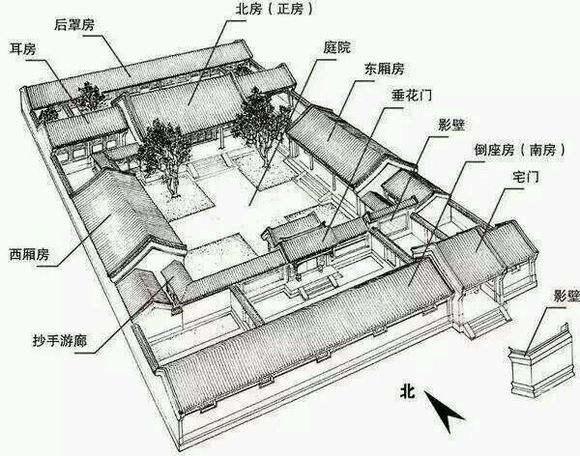 北房（正房）
后罩房
庭院
耳房
东厢房
垂花门
影壁
倒座房（南房）
宅门
西厢房
影壁
抄手游廊
北